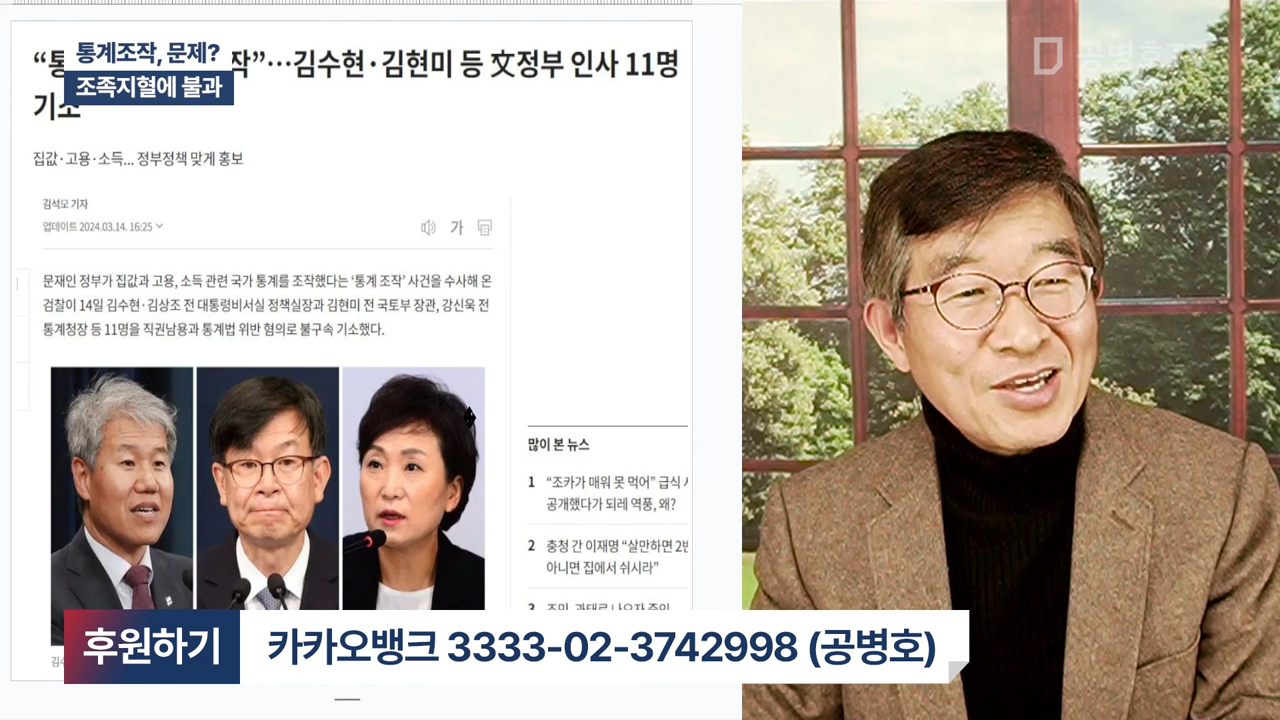 통계조작, 문제?
조족지혈에 불과
“통 작”…김수현·김현미 등 文정부 인사 11명
기소
집값·고용·소득... 정부정책 맞게 홍보
김석모 기자
업데이트 2024.03.14. 16:25
가
문재인 정부가 집값과 고용, 소득 관련 국가 통계를 조작했다는 ‘통계 조작’ 사건을 수사해 온
검찰이 14일 김수현·김상조 전 대통령비서실 정책실장과 김현미 전 국토부 장관, 강신욱 전
통계청장 등 11명을 직권남용과 통계법 위반 혐의로 불구속 기소했다.
많이 본 뉴스
1 “조카가 매워 못 먹어” 급식
공개했다가 되레 역풍, 왜?
2 충청 간 이재명 “살만하면 2번
아니면 집에서 쉬시라”
3
후원하기
카카오뱅크 3333-02-3742998 (공병호)
공병호